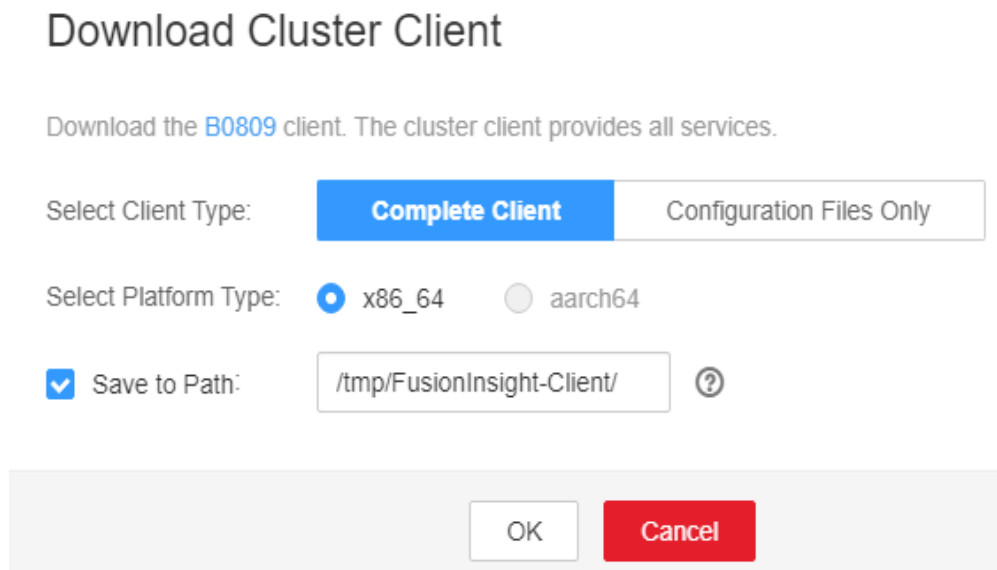 Download Cluster Client
Download the B0809 client. The cluster client provides all services.
Select Client Type: Complete Client Configuration Files Only
Select Platform Type: x86_64 aarch64
Save to Path: /tmp/FusionInsight-Client/ ?
OK Cancel